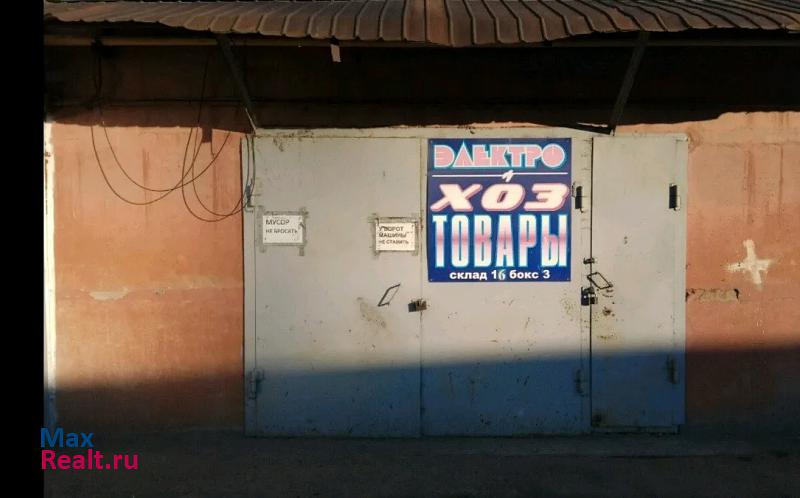 ЭЛЕКТРО
ХОЗ
ТОВАРЫ
склад 16 бокс 3
МУСОР
НЕ БРОСАТЬ
У ВОРОТ
МАШИНЫ
НЕ СТАВИТЬ
Max
Realt.ru